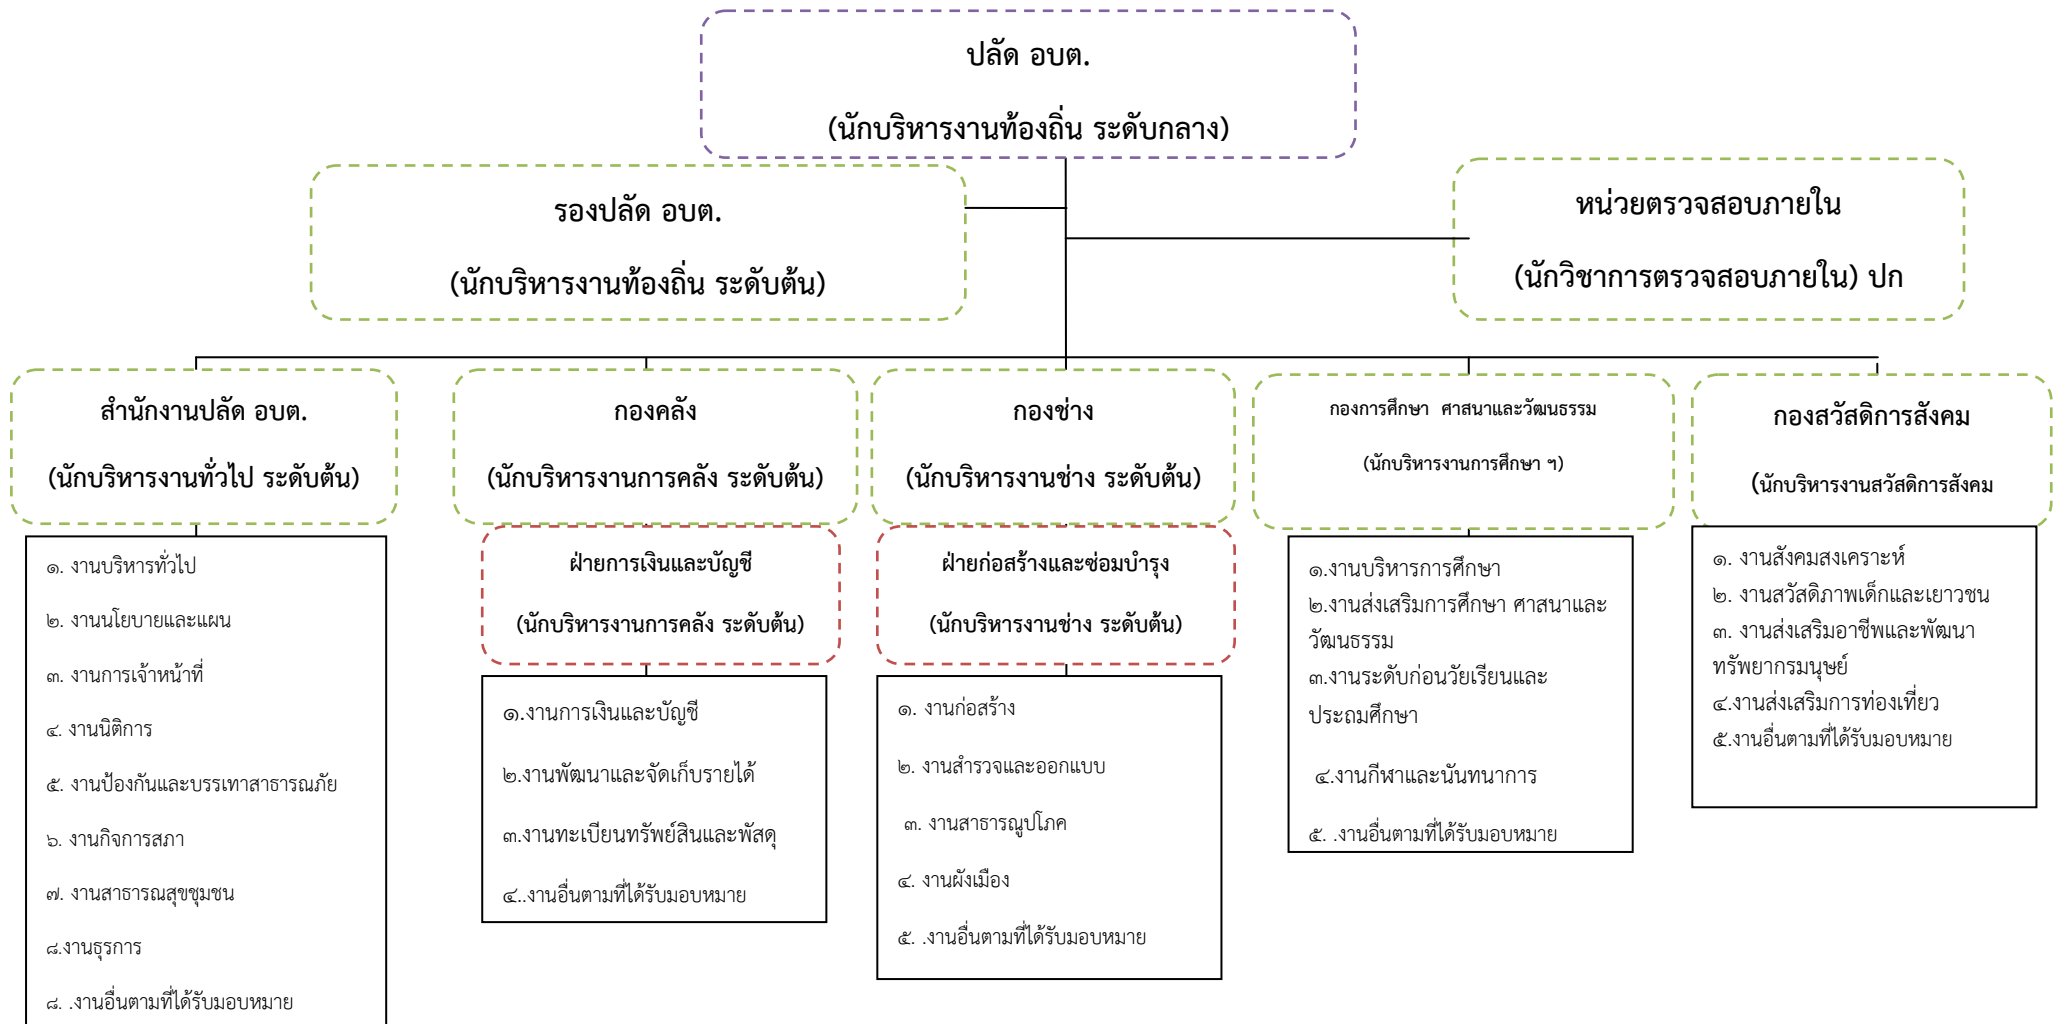 ปลัด อบต.
(นักบริหารงานท้องถิ่น ระดับกลาง)
รองปลัด อบต.
(นักบริหารงานท้องถิ่น ระดับต้น)
หน่วยตรวจสอบภายใน
(นักวิชาการตรวจสอบภายใน) ปก
สำนักงานปลัด อบต.
(นักบริหารงานทั่วไป ระดับต้น)
๑. งานบริหารทั่วไป
๒. งานนโยบายและแผน
๓. งานการเจ้าหน้าที่
๔. งานนิติการ
๕. งานป้องกันและบรรเทาสาธารณภัย
๖. งานกิจการสภา
๗. งานสาธารณสุขชุมชน
๘.งานธุรการ
๘. .งานอื่นตามที่ได้รับมอบหมาย
กองคลัง
(นักบริหารงานการคลัง ระดับต้น)
ฝ่ายการเงินและบัญชี
(นักบริหารงานการคลัง ระดับต้น)
๑.งานการเงินและบัญชี
๒.งานพัฒนาและจัดเก็บรายได้
๓.งานทะเบียนทรัพย์สินและพัสดุ
๔..งานอื่นตามที่ได้รับมอบหมาย
กองช่าง
(นักบริหารงานช่าง ระดับต้น)
ฝ่ายก่อสร้างและซ่อมบำรุง
(นักบริหารงานช่าง ระดับต้น)
๑. งานก่อสร้าง
๒. งานสำรวจและออกแบบ
๓. งานสาธารณูปโภค
๔. งานผังเมือง
๕. .งานอื่นตามที่ได้รับมอบหมาย
กองการศึกษา ศาสนาและวัฒนธรรม
(นักบริหารงานการศึกษา ฯ)
๑.งานบริหารการศึกษา
๒.งานส่งเสริมการศึกษา ศาสนาและ
วัฒนธรรม
๓.งานระดับก่อนวัยเรียนและ
ประถมศึกษา
๔.งานกีฬาและนันทนาการ
๕. .งานอื่นตามที่ได้รับมอบหมาย
กองสวัสดิการสังคม
(นักบริหารงานสวัสดิการสังคม
๑. งานสังคมสงเคราะห์
๒. งานสวัสดิภาพเด็กและเยาวชน
๓. งานส่งเสริมอาชีพและพัฒนา
ทรัพยากรมนุษย์
๔.งานส่งเสริมการท่องเที่ยว
๕.งานอื่นตามที่ได้รับมอบหมาย